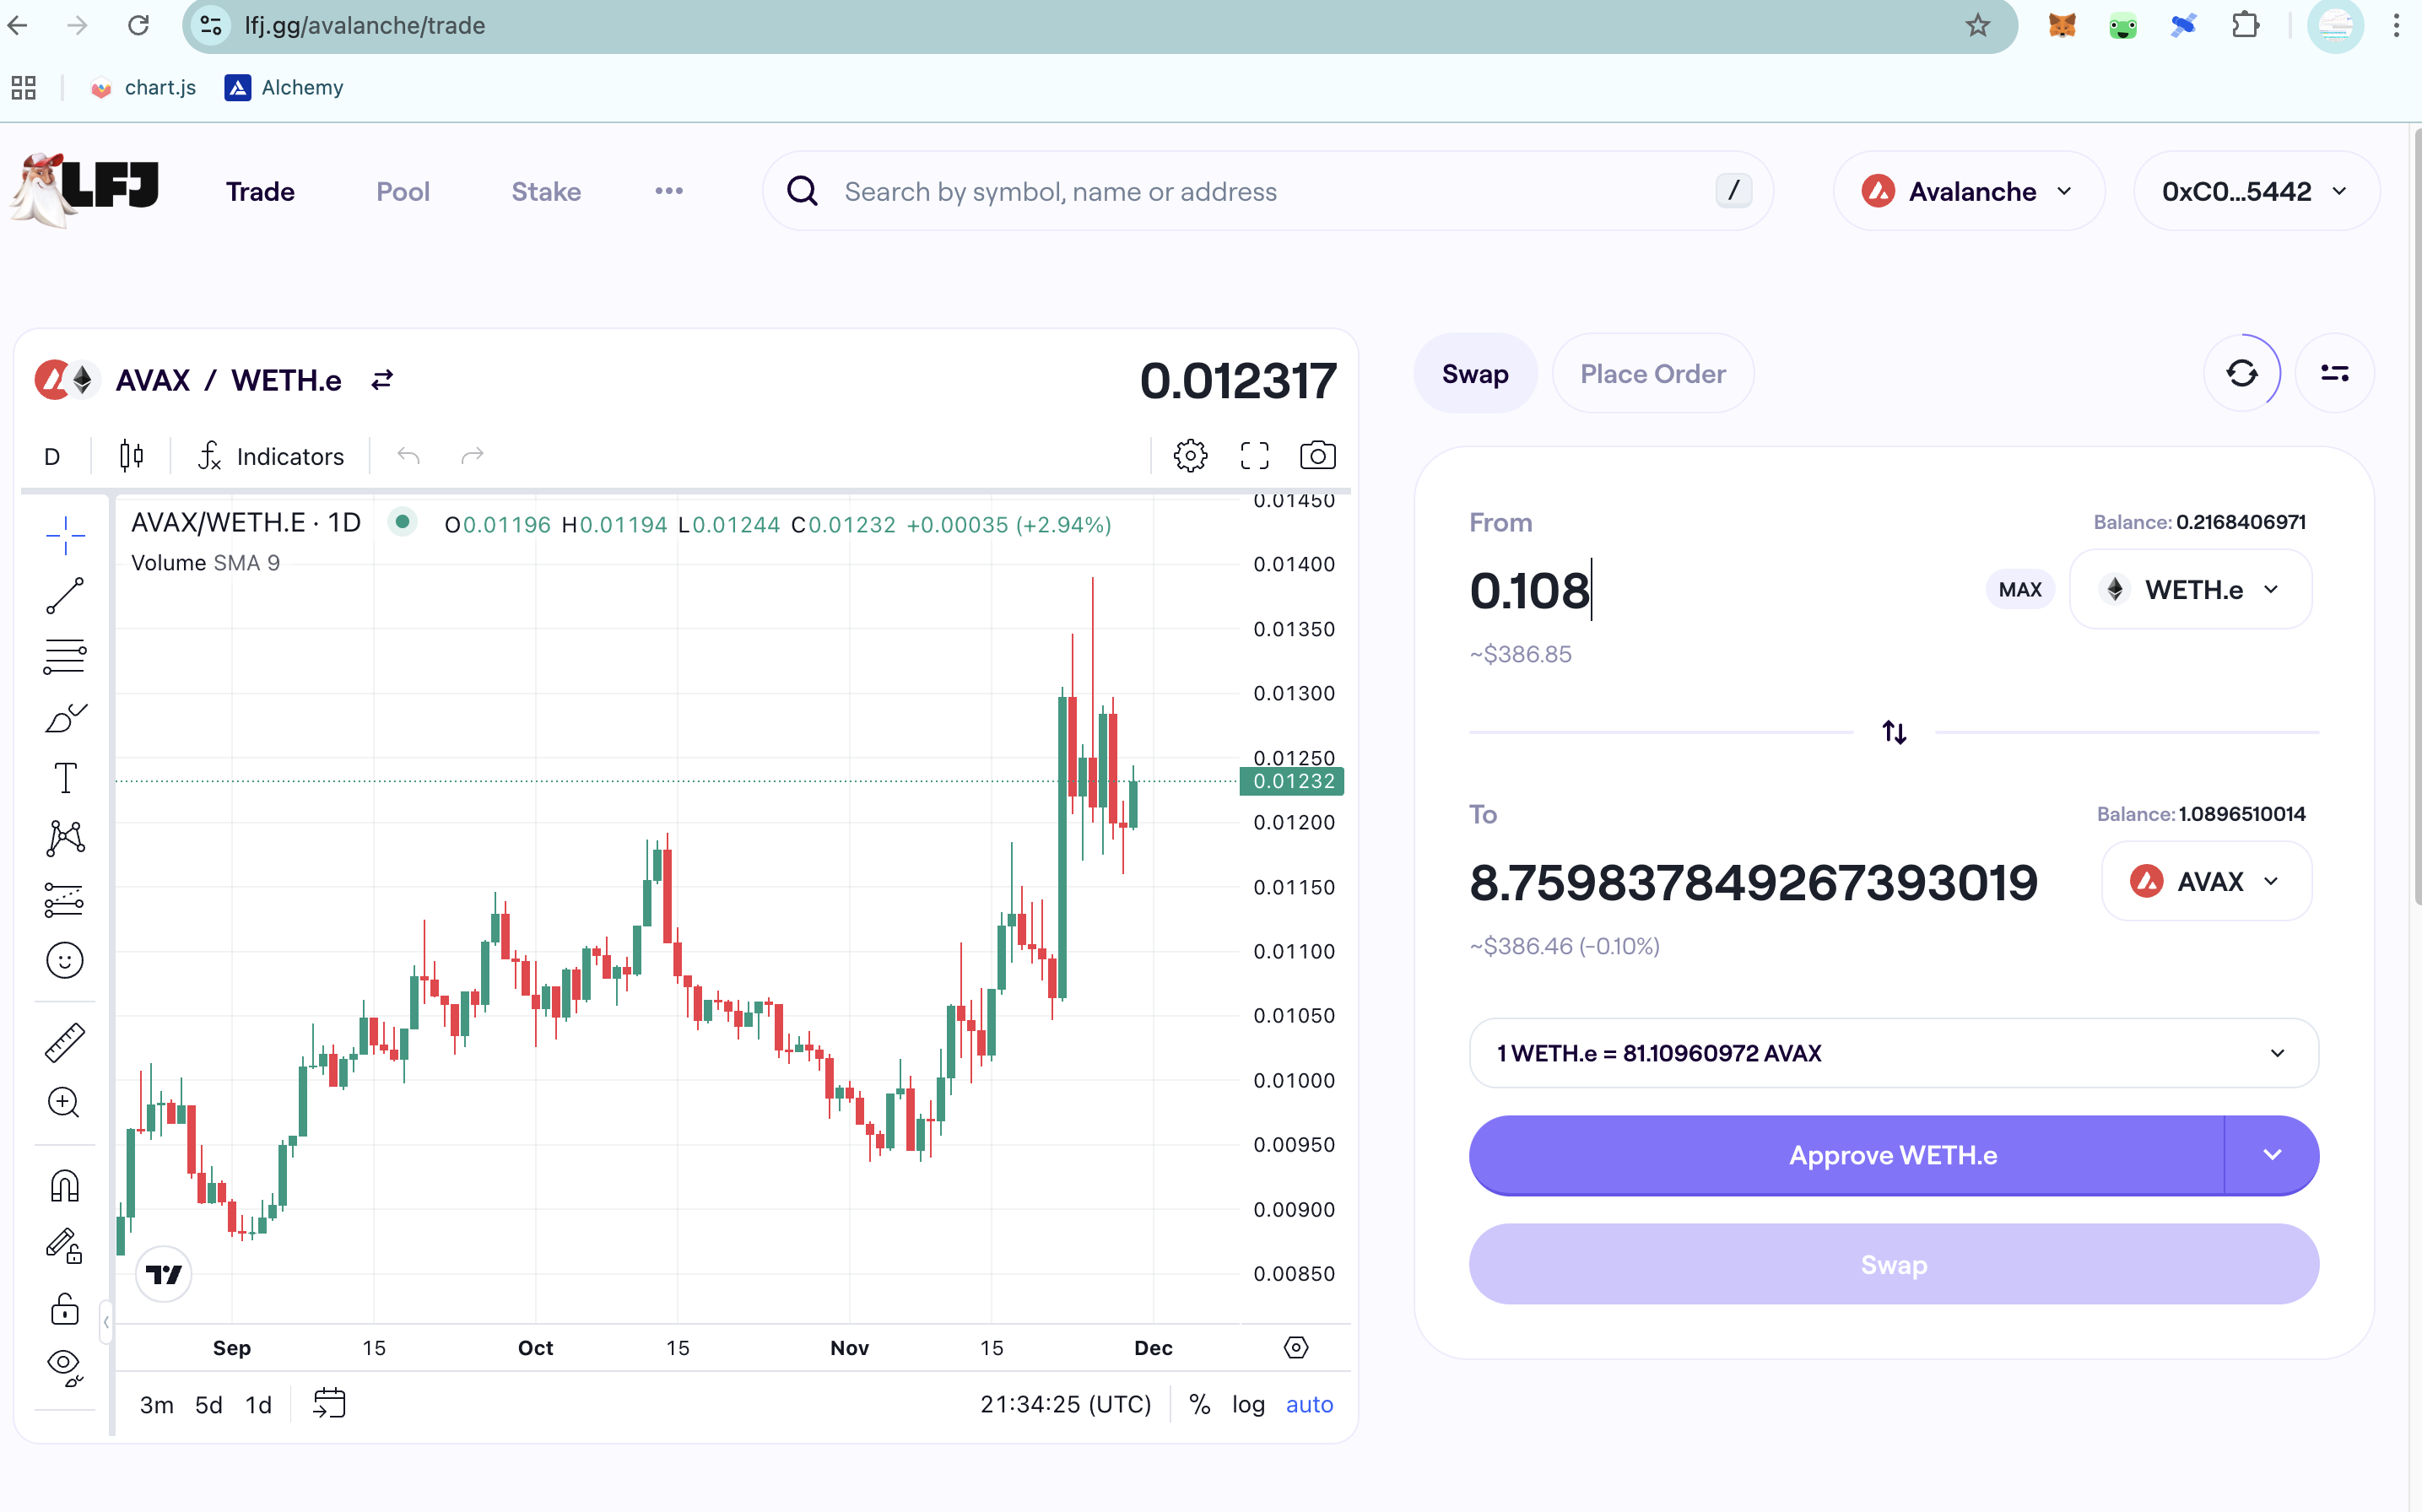 lfj.gg/avalanche/trade
chart.js
Alchemy
LFJ
Trade
Pool
Stake
Search by symbol, name or address
/
Avalanche
0xC0...5442
AVAX / WETH.e
0.012317
D
Indicators
AVAX/WETH.E · 1D
O0.01196 H0.01194 L0.01244 C0.01232 +0.00035 (+2.94%)
Volume SMA 9
0.01450
0.01400
0.01350
0.01300
0.01250
0.01232
0.01200
0.01150
0.01100
0.01050
0.01000
0.00950
0.00900
0.00850
Sep
15
Oct
15
Nov
15
Dec
3m
5d
1d
21:34:25 (UTC)
%
log
auto
Swap
Place Order
From
Balance: 0.2168406971
0.108
MAX
WETH.e
~$386.85
To
Balance: 1.0896510014
8.759837849267393019
AVAX
~$386.46 (-0.10%)
1 WETH.e = 81.10960972 AVAX
Approve WETH.e
Swap